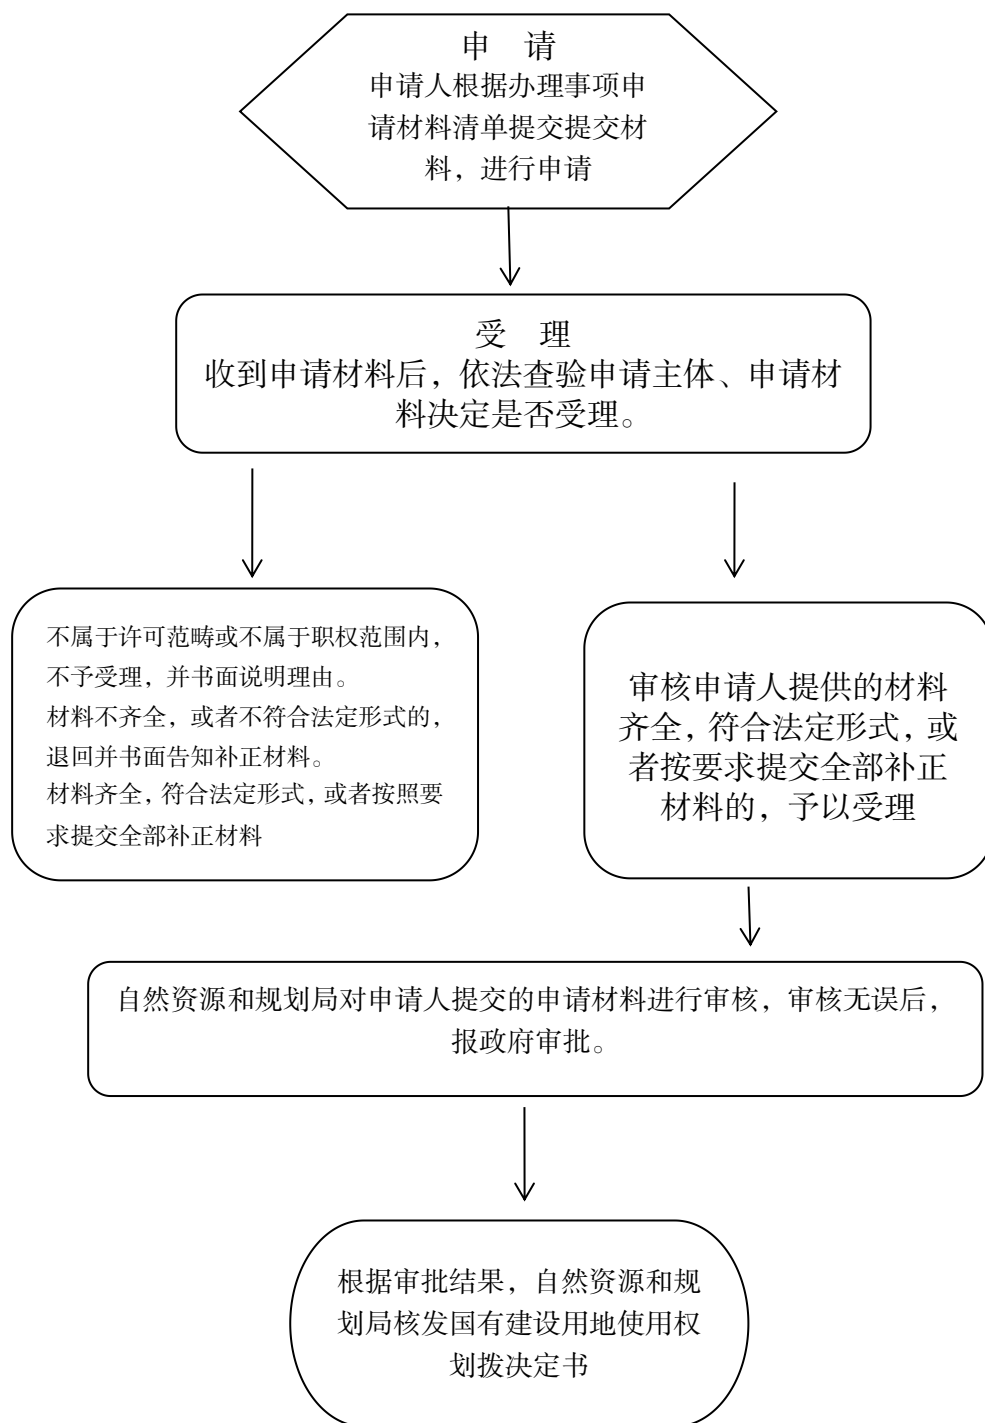 申 请
申请人根据办理事项申
请材料清单提交提交材
料，进行申请
受 理
收到申请材料后，依法查验申请主体、申请材
料决定是否受理。
不属于许可范畴或不属于职权范围内，
不予受理，并书面说明理由。
材料不齐全，或者不符合法定形式的，
退回并书面告知补正材料。
材料齐全，符合法定形式，或者按照要
求提交全部补正材料
审核申请人提供的材料
齐全，符合法定形式，或
者按要求提交全部补正
材料的，予以受理
自然资源和规划局对申请人提交的申请材料进行审核，审核无误后，
报政府审批。
根据审批结果，自然资源和规
划局核发国有建设用地使用权
划拨决定书